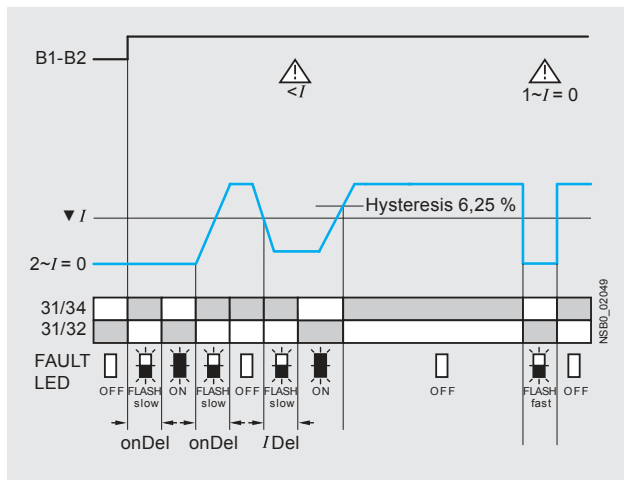 B1-B2
<I
1~I = 0
▼ I
Hysteresis 6,25 %
2~I = 0
31/34
31/32
NSB0_02049
FAULT
LED
OFF FLASH slow ON FLASH slow OFF FLASH slow ON OFF FLASH fast OFF
onDel onDel I Del